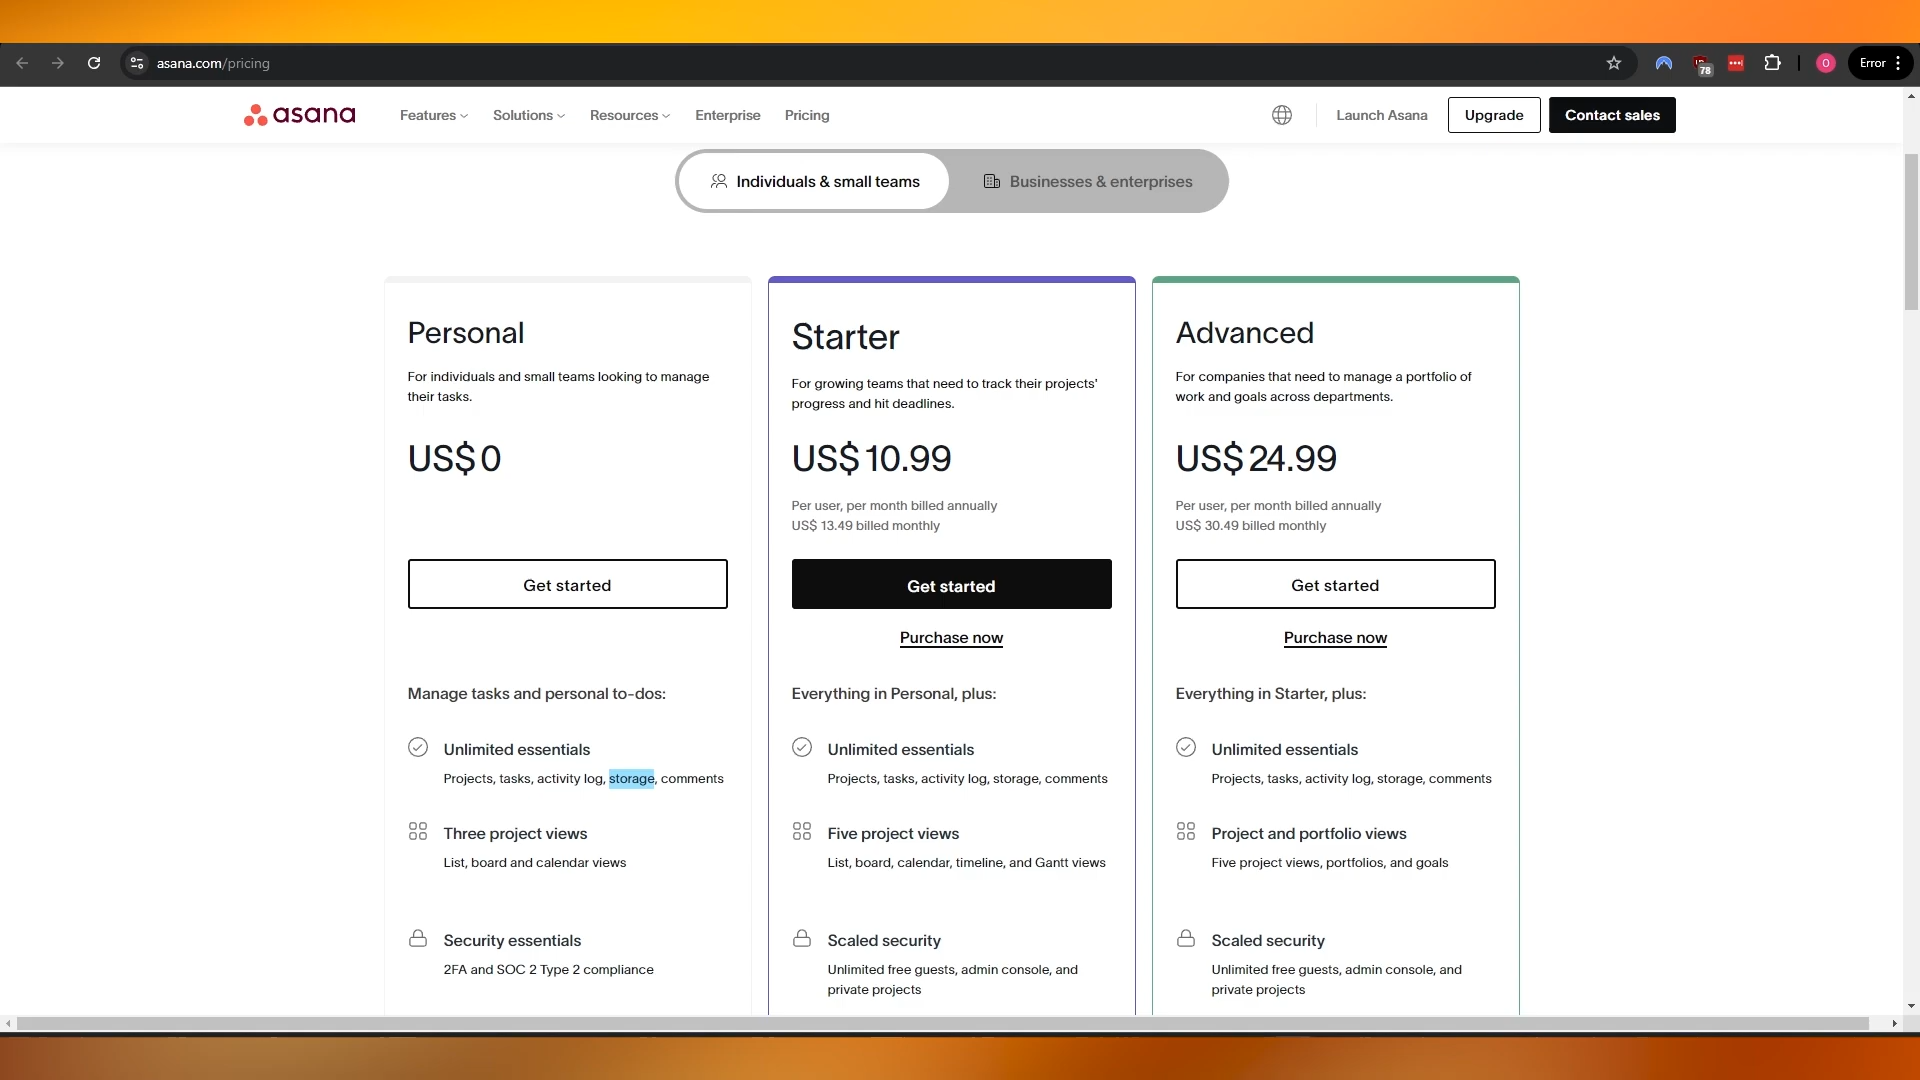 asana.com/pricing
78
O
Error
asana
Features
Solutions
Resources
Enterprise
Pricing
Launch Asana
Upgrade
Contact sales
Individuals & small teams
Businesses & enterprises
Personal
For individuals and small teams looking to manage
their tasks.
US$ 0
Get started
Manage tasks and personal to-dos:
Unlimited essentials
Projects, tasks, activity log, storage, comments
Three project views
List, board and calendar views
Security essentials
2FA and SOC 2 Type 2 compliance
Starter
For growing teams that need to track their projects'
progress and hit deadlines.
US$ 10.99
Per user, per month billed annually
US$ 13.49 billed monthly
Get started
Purchase now
Everything in Personal, plus:
Unlimited essentials
Projects, tasks, activity log, storage, comments
Five project views
List, board, calendar, timeline, and Gantt views
Scaled security
Unlimited free guests, admin console, and
private projects
Advanced
For companies that need to manage a portfolio of
work and goals across departments.
US$ 24.99
Per user, per month billed annually
US$ 30.49 billed monthly
Get started
Purchase now
Everything in Starter, plus:
Unlimited essentials
Projects, tasks, activity log, storage, comments
Project and portfolio views
Five project views, portfolios, and goals
Scaled security
Unlimited free guests, admin console, and
private projects